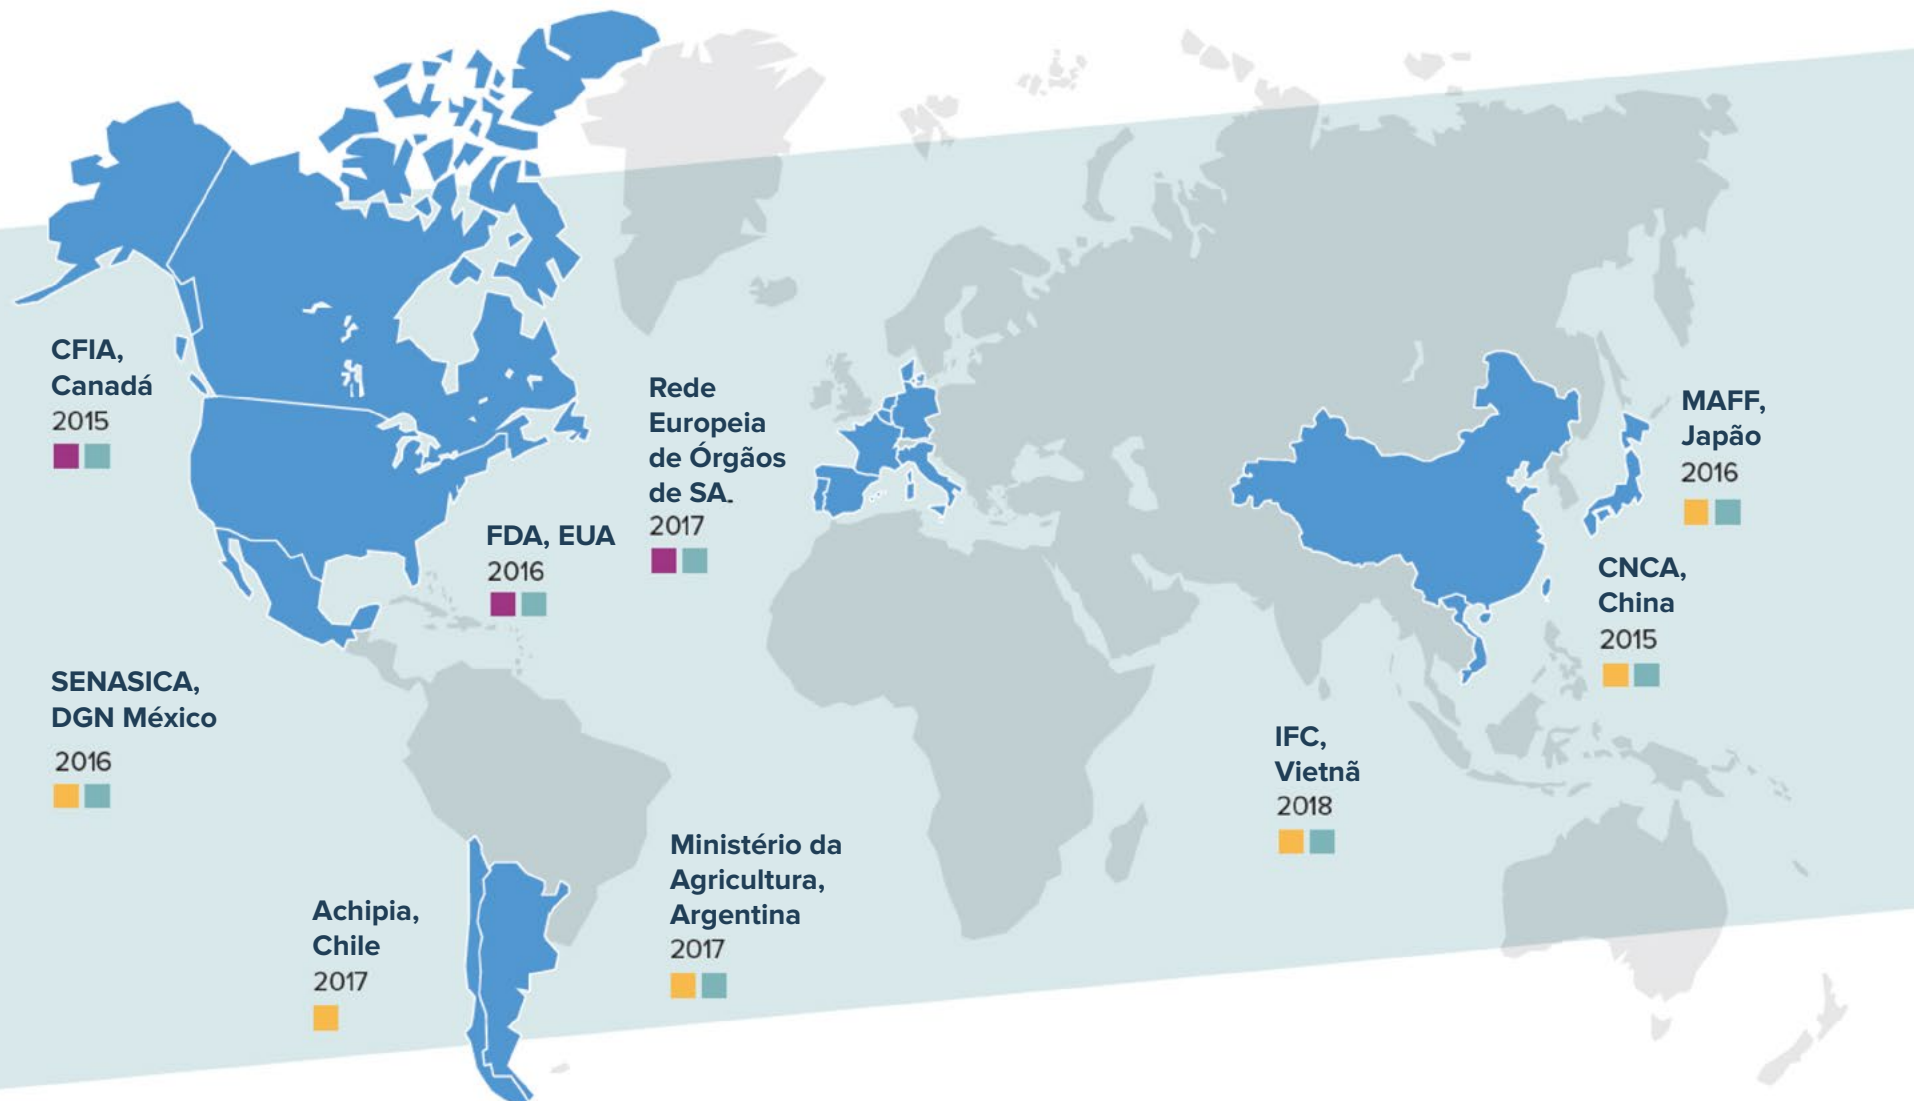 CFIA,
Canadá
2015
Rede
Europeia
de Órgãos
de SA.
2017
MAFF,
Japão
2016
FDA, EUA
2016
CNCA,
China
2015
SENASICA,
DGN México
2016
IFC,
Vietnã
2018
Ministério da
Agricultura,
Argentina
2017
Achipia,
Chile
2017